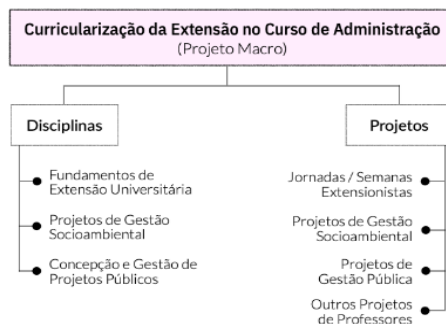 Curricularização da Extensão no Curso de Administração
(Projeto Macro)
Disciplinas
Fundamentos de
Extensão Universitária
Projetos de Gestão
Socioambiental
Concepção e Gestão de
Projetos Públicos
Projetos
Jornadas / Semanas
Extensionistas
Projetos de Gestão
Socioambiental
Projetos de
Gestão Pública
Outros Projetos
de Professores